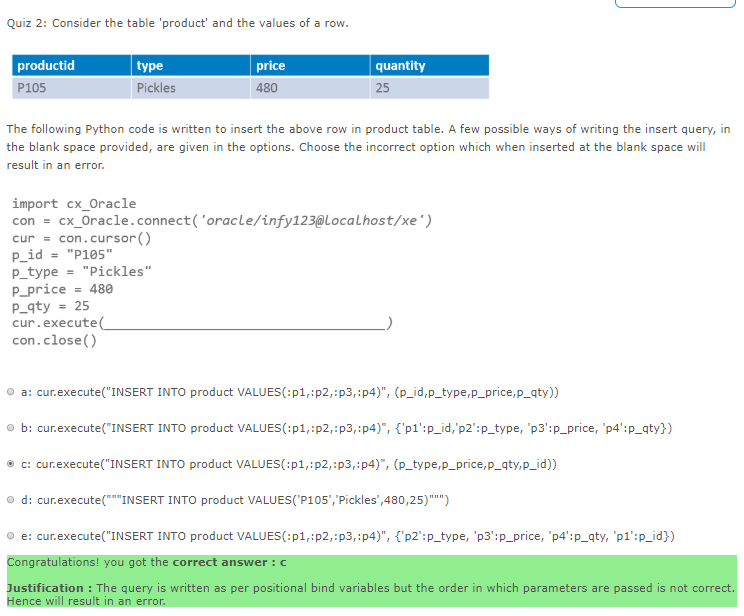 Quiz 2: Consider the table 'product' and the values of a row.
productid type price quantity
P105 Pickles 480 25
The following Python code is written to insert the above row in product table. A few possible ways of writing the insert query, in
the blank space provided, are given in the options. Choose the incorrect option which when inserted at the blank space will
result in an error.
import cx_Oracle
con = cx_Oracle.connect('oracle/infy123@localhost/xe')
cur = con.cursor()
p_id = "P105"
p_type = "Pickles"
p_price = 480
p_qty = 25
cur.execute(___________________________________)
con.close()
a: cur.execute("INSERT INTO product VALUES(:p1,:p2,:p3,:p4)", (p_id,p_type,p_price,p_qty))
b: cur.execute("INSERT INTO product VALUES(:p1,:p2,:p3,:p4)", {'p1':p_id,'p2':p_type, 'p3':p_price, 'p4':p_qty})
c: cur.execute("INSERT INTO product VALUES(:p1,:p2,:p3,:p4)", (p_type,p_price,p_qty,p_id))
d: cur.execute("""INSERT INTO product VALUES('P105','Pickles',480,25)""")
e: cur.execute("INSERT INTO product VALUES(:p1,:p2,:p3,:p4)", {'p2':p_type, 'p3':p_price, 'p4':p_qty, 'p1':p_id})
Congratulations! you got the correct answer : c
Justification : The query is written as per positional bind variables but the order in which parameters are passed is not correct.
Hence will result in an error.